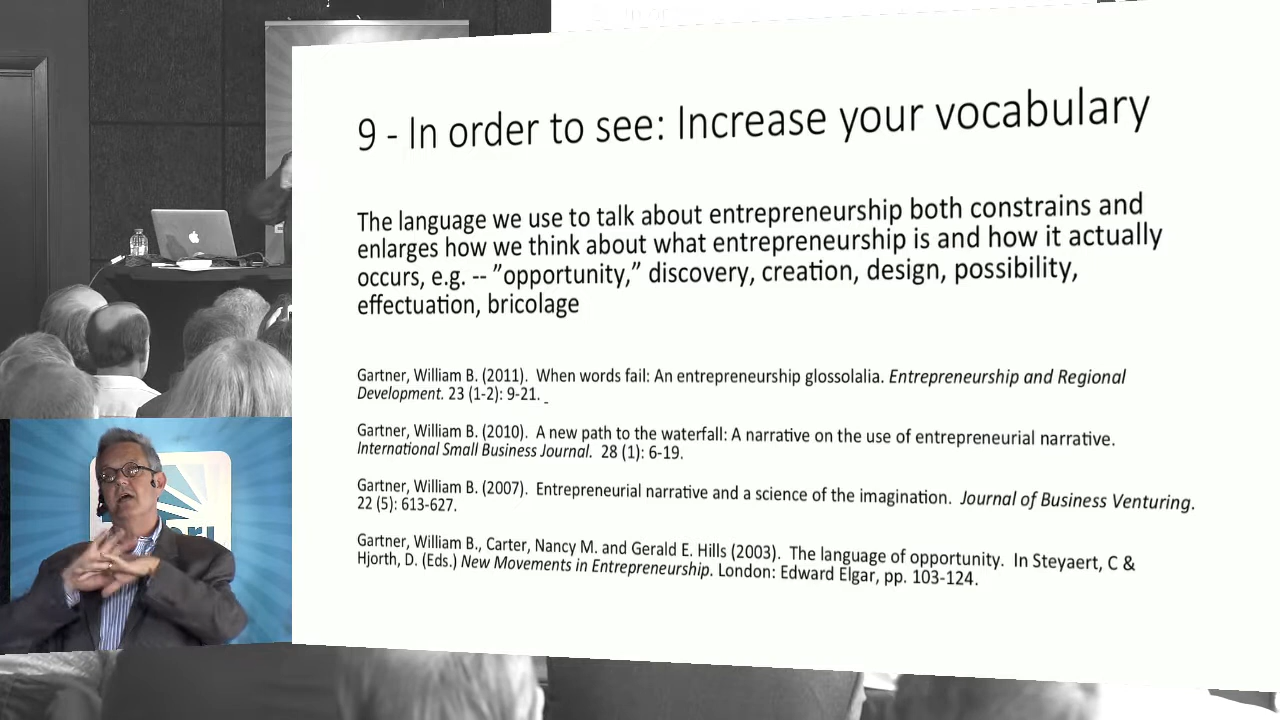 9 - In order to see: Increase your vocabulary
The language we use to talk about entrepreneurship both constrains and
enlarges how we think about what entrepreneurship is and how it actually
occurs, e.g. -- ”opportunity,” discovery, creation, design, possibility,
effectuation, bricolage
Gartner, William B. (2011). When words fail: An entrepreneurship glossolalia. Entrepreneurship and Regional
Development. 23 (1-2): 9-21.
Gartner, William B. (2010). A new path to the waterfall: A narrative on the use of entrepreneurial narrative.
International Small Business Journal. 28 (1): 6-19.
Gartner, William B. (2007). Entrepreneurial narrative and a science of the imagination. Journal of Business Venturing.
22 (5): 613-627.
Gartner, William B., Carter, Nancy M. and Gerald E. Hills (2003). The language of opportunity. In Steyaert, C &
Hjorth, D. (Eds.) New Movements in Entrepreneurship. London: Edward Elgar, pp. 103-124.